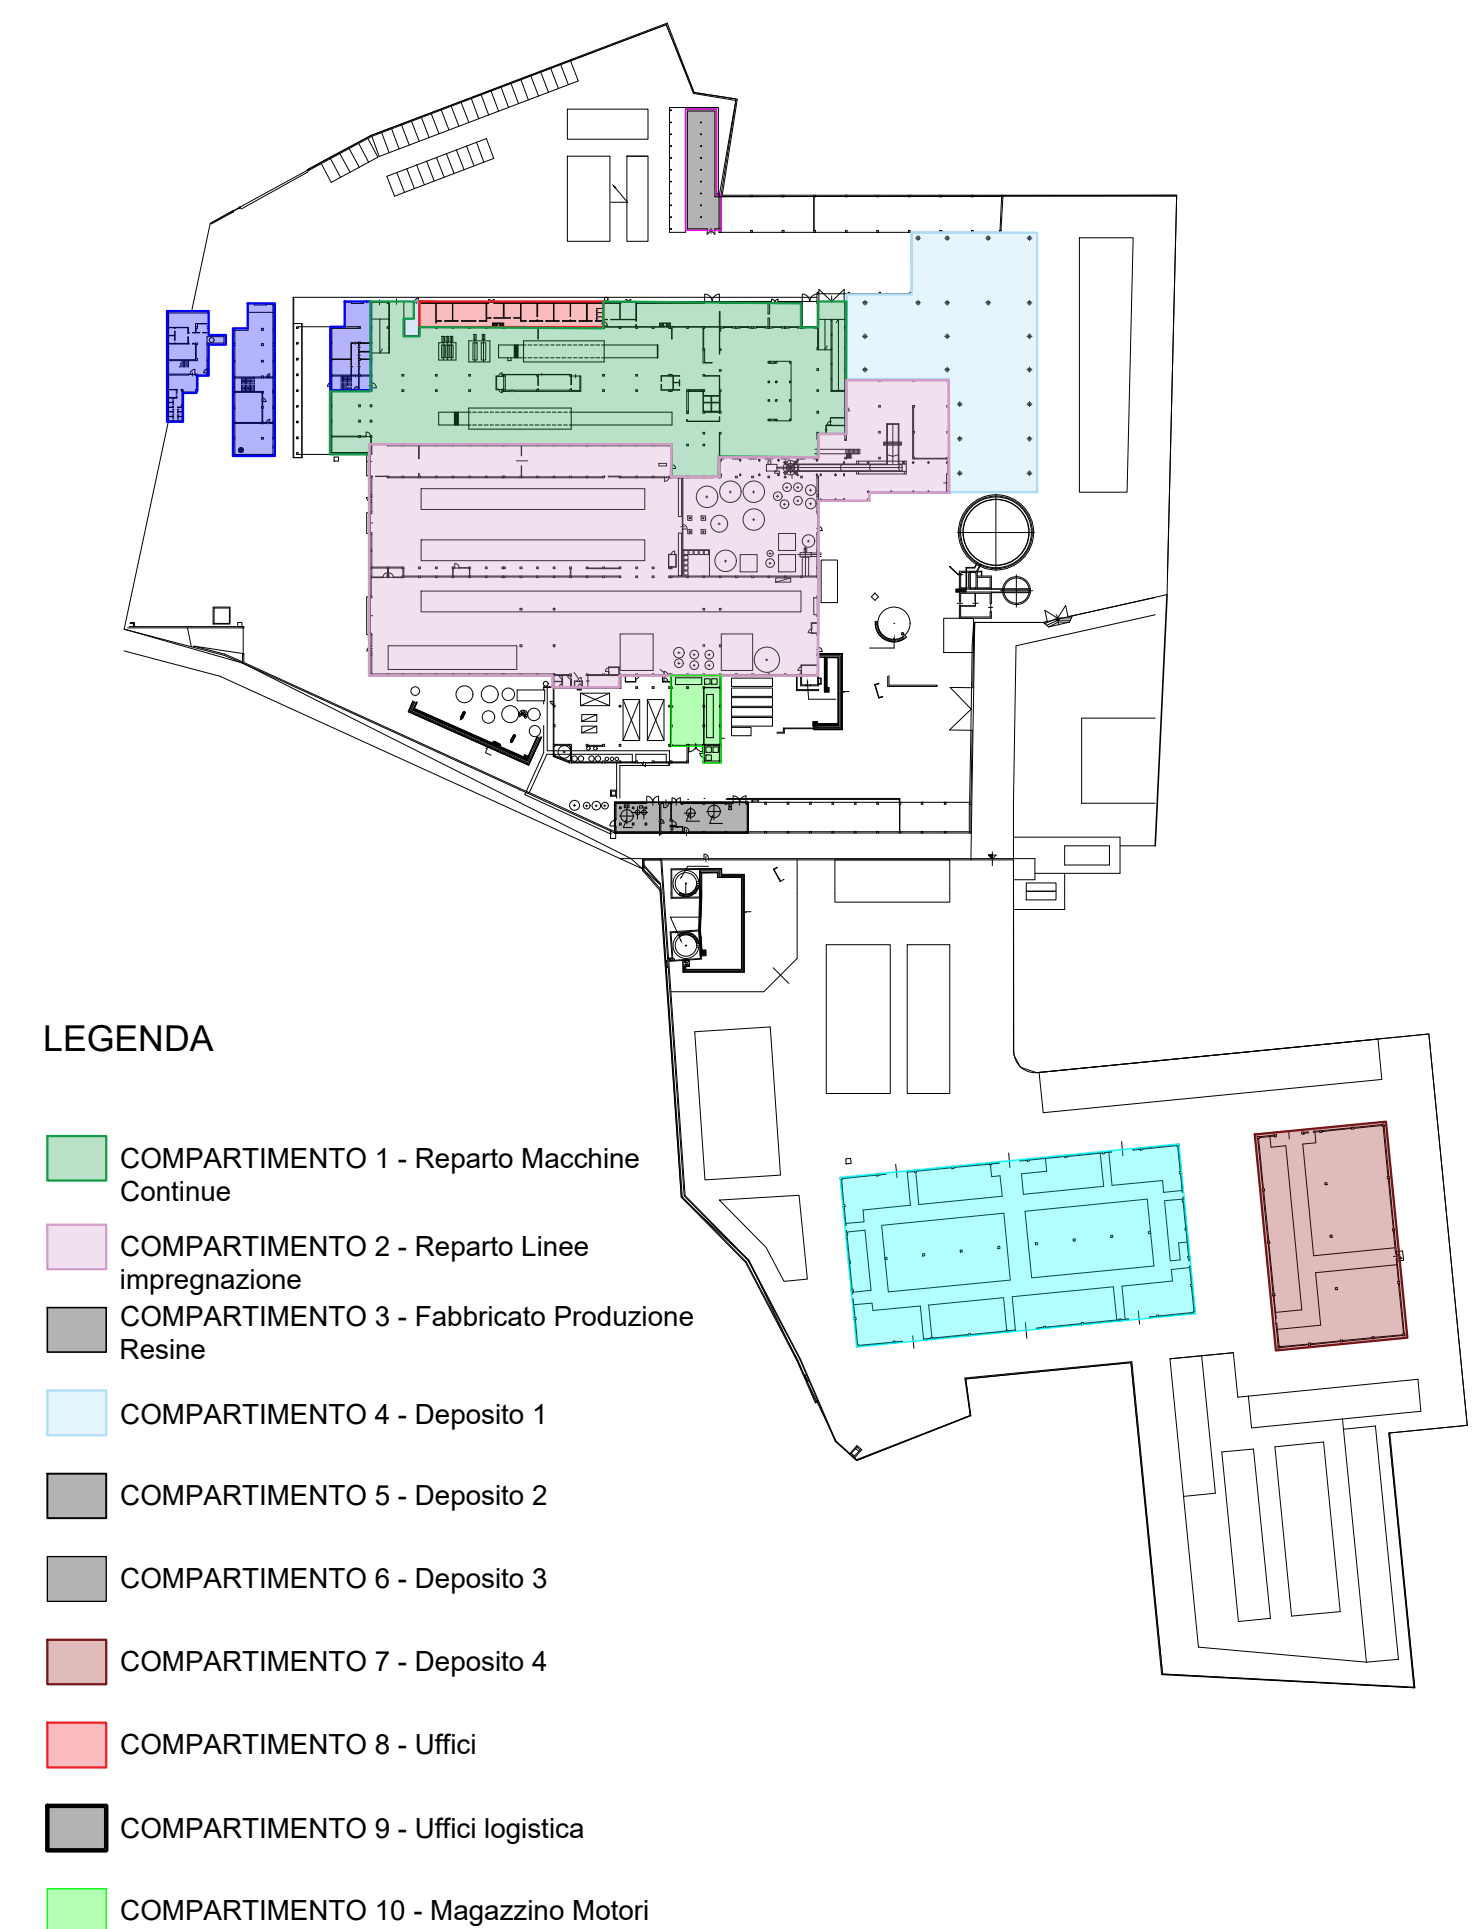 LEGENDA
COMPARTIMENTO 1 - Reparto Macchine
Continue
COMPARTIMENTO 2 - Reparto Linee
impregnazione
COMPARTIMENTO 3 - Fabbricato Produzione
Resine
COMPARTIMENTO 4 - Deposito 1
COMPARTIMENTO 5 - Deposito 2
COMPARTIMENTO 6 - Deposito 3
COMPARTIMENTO 7 - Deposito 4
COMPARTIMENTO 8 - Uffici
COMPARTIMENTO 9 - Uffici logistica
COMPARTIMENTO 10 - Magazzino Motori